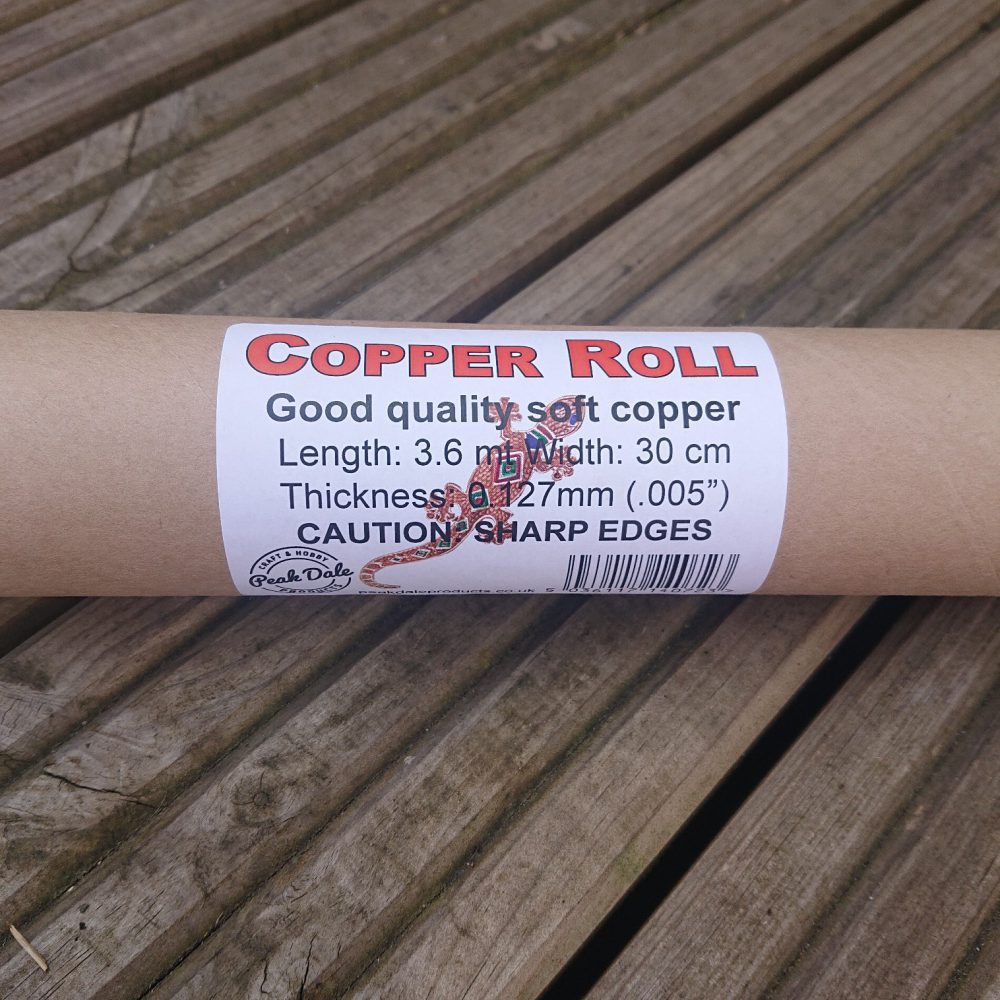 COPPER ROLL
Good quality soft copper
Length: 3.6 mt Width: 30 cm
Thickness: 0.127mm (.005”)
CAUTION: SHARP EDGES
CRAFT & HOBBY
Peak Dale
PRODUCTS
peakdaleproducts.co.uk